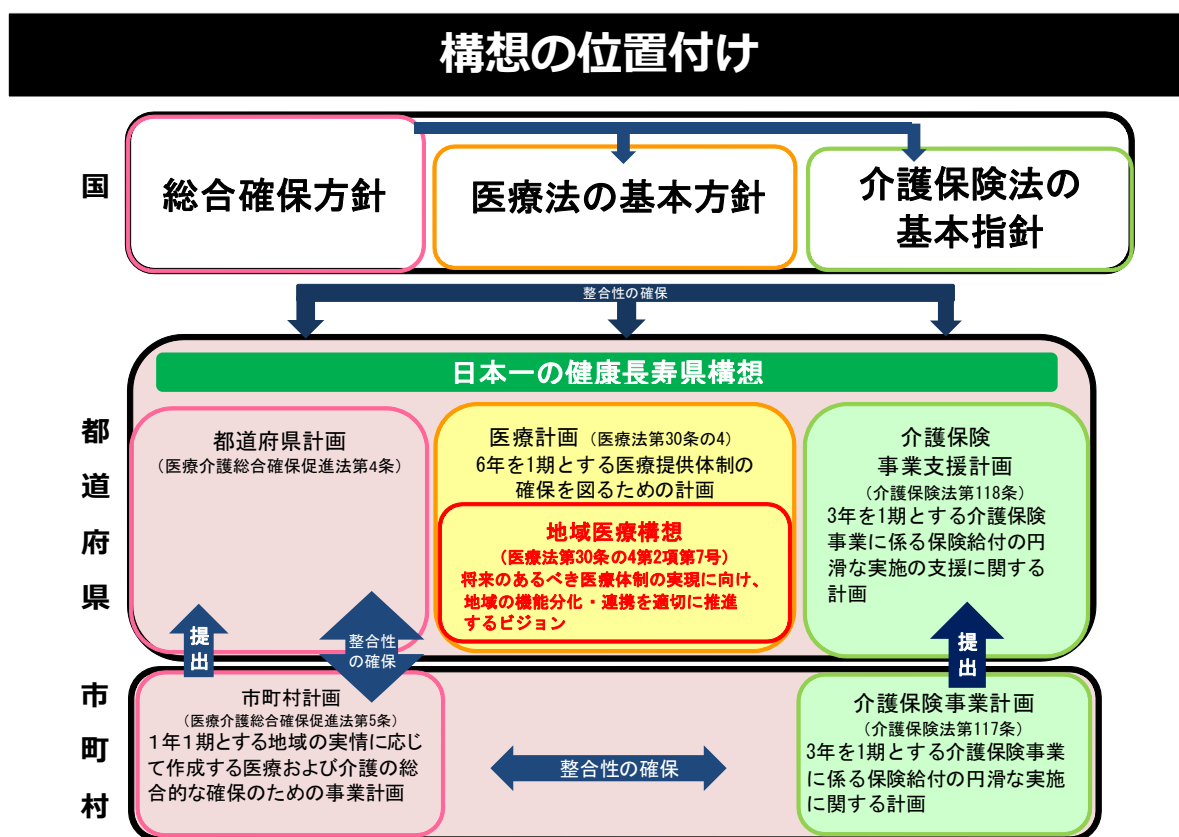 構想の位置付け
国
総合確保方針
医療法の基本方針
介護保険法の
基本指針
整合性の確保
都道府県
日本一の健康長寿県構想
都道府県計画
（医療介護総合確保促進法第4条）
医療計画（医療法第30条の4）
6年を1期とする医療提供体制の
確保を図るための計画
地域医療構想
（医療法第30条の4第2項第7号）
将来のあるべき医療体制の実現に向け、
地域の機能分化・連携を適切に推進
するビジョン
介護保険
事業支援計画
（介護保険法第118条）
3年を1期とする介護保険
事業に係る保険給付の円
滑な実施の支援に関する
計画
提出
整合性
の確保
提出
市町村
市町村計画
（医療介護総合確保促進法第5条）
１年１期とする地域の実情に応じ
て作成する医療および介護の総
合的な確保のための事業計画
整合性の確保
介護保険事業計画
（介護保険法第117条）
3年を1期とする介護保険事業
に係る保険給付の円滑な実施
に関する計画